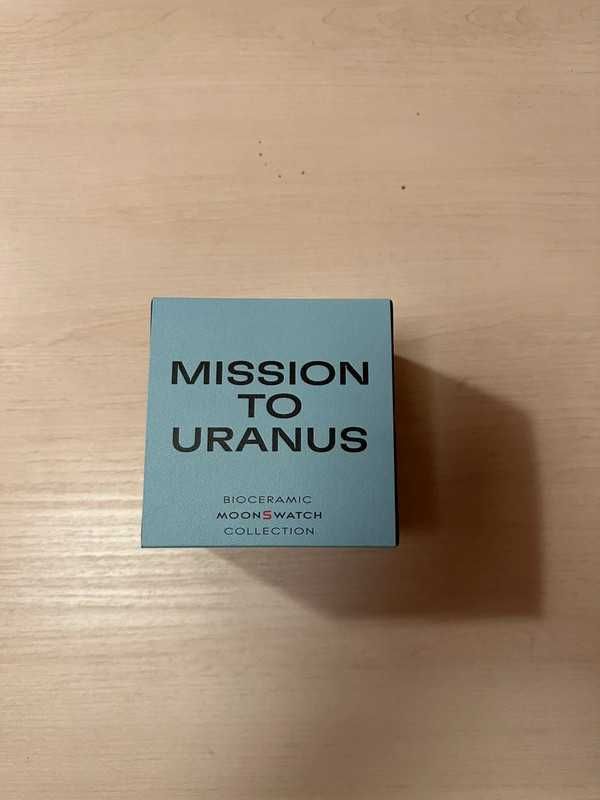 MISSION
TO
URANUS
BIOCERAMIC
MOONSWATCH
COLLECTION